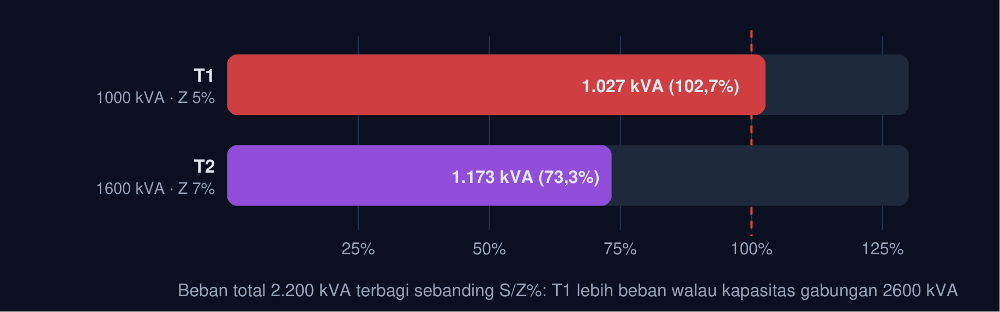 T1
1000 kVA · Z 5%
1.027 kVA (102,7%)
T2
1600 kVA · Z 7%
1.173 kVA (73,3%)
25% 50% 75% 100% 125%
Beban total 2.200 kVA terbagi sebanding S/Z%: T1 lebih beban walau kapasitas gabungan 2600 kVA